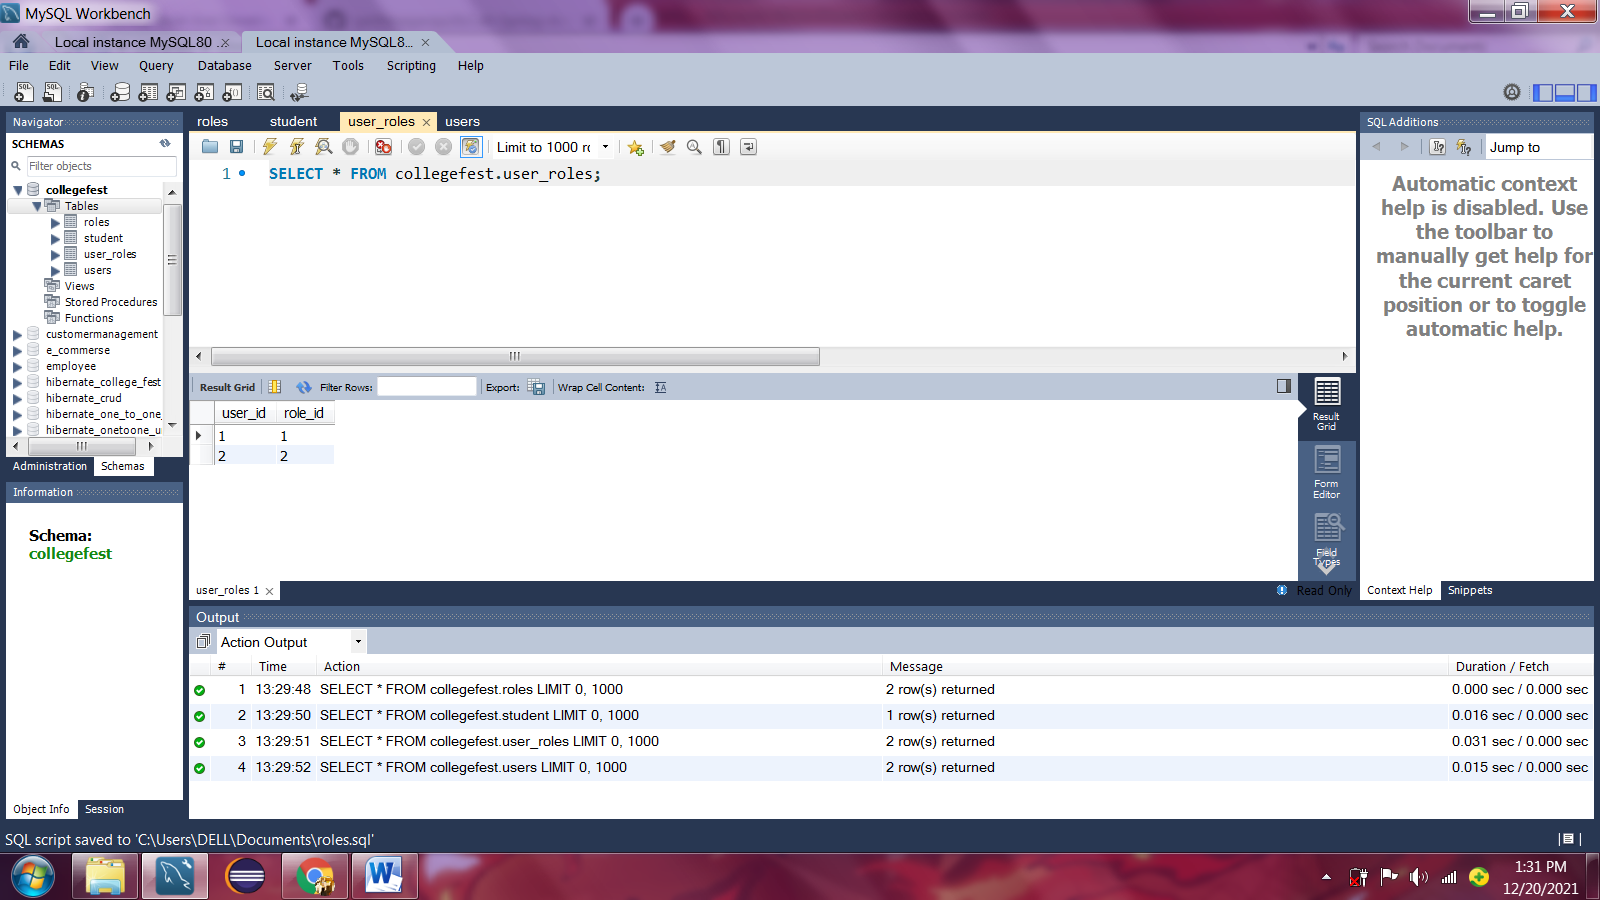 MySQL Workbench
Local instance MySQL80
Local instance MySQL8...
File Edit View Query Database Server Tools Scripting Help
Navigator
SCHEMAS
Filter objects
collegefest
Tables
roles
student
user_roles
users
Views
Stored Procedures
Functions
customermanagement
e_commerse
employee
hibernate_college_fest
hibernate_crud
hibernate_one_to_one_
hibernate_onetoone_u
Administration Schemas
Information
Schema:
collegefest
Object Info Session
roles student user_roles users
Limit to 1000 ro
1 SELECT * FROM collegefest.user_roles;
Result Grid Filter Rows: Export: Wrap Cell Content:
user_id role_id
1 1
2 2
Result
Grid
Form
Editor
Field
Types
user_roles 1
Read Only
SQL Additions
Jump to
Automatic context
help is disabled. Use
the toolbar to
manually get help for
the current caret
position or to toggle
automatic help.
Context Help Snippets
Output
Action Output
# Time Action Message Duration / Fetch
1 13:29:48 SELECT * FROM collegefest.roles LIMIT 0, 1000 2 row(s) returned 0.000 sec / 0.000 sec
2 13:29:50 SELECT * FROM collegefest.student LIMIT 0, 1000 1 row(s) returned 0.016 sec / 0.000 sec
3 13:29:51 SELECT * FROM collegefest.user_roles LIMIT 0, 1000 2 row(s) returned 0.031 sec / 0.000 sec
4 13:29:52 SELECT * FROM collegefest.users LIMIT 0, 1000 2 row(s) returned 0.015 sec / 0.000 sec
SQL script saved to 'C:\Users\DELL\Documents\roles.sql'
1:31 PM
12/20/2021